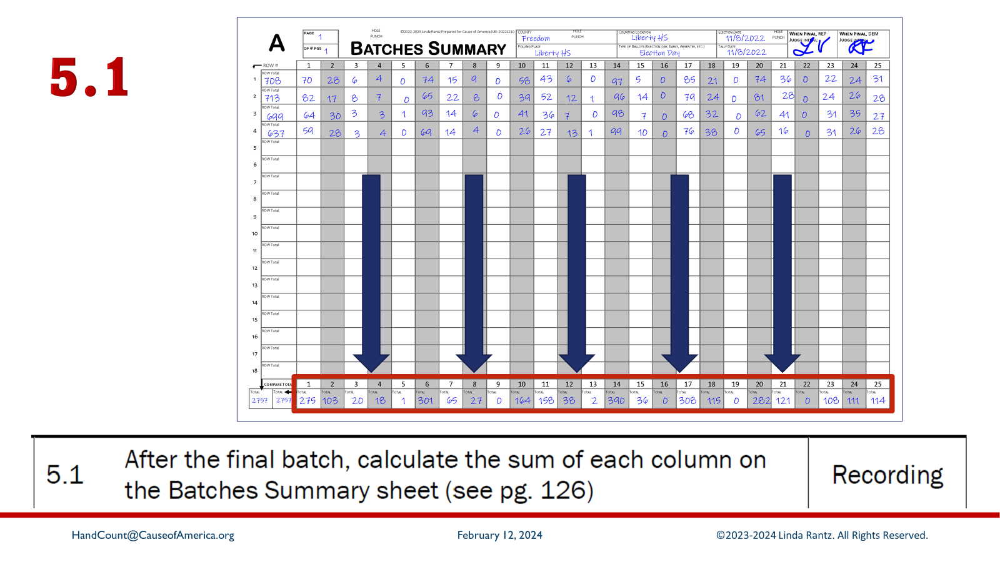 5.1
A
PAGE 1
OF # PGS 1
HOLE PUNCH
©2022-2023 Linda Rantz Prepared for Cause of America MO 20221210
BATCHES SUMMARY
COUNTY Freedom
HOLE PUNCH
POLLING PLACE Liberty HS
COUNTING LOCATION Liberty HS
TYPE OF BALLOTS (ELECTION DAY, EARLY, ABSENTEE, ETC.) Election Day
ELECTION DATE 11/8/2022
TALLY DATE 11/8/2022
HOLE PUNCH
WHEN FINAL, REP JUDGE INITIAL:
WHEN FINAL, DEM JUDGE INITIAL:
ROW # 1 2 3 4 5 6 7 8 9 10 11 12 13 14 15 16 17 18 19 20 21 22 23 24 25
1 ROW Total 708 70 28 6 4 0 74 15 9 0 58 43 6 0 97 5 0 85 21 0 74 36 0 22 24 31
2 ROW Total 713 82 17 8 7 0 65 22 8 0 39 52 12 1 96 14 0 79 24 0 81 28 0 24 26 28
3 ROW Total 699 64 30 3 3 1 93 14 6 0 41 36 7 0 98 7 0 68 32 0 62 41 0 31 35 27
4 ROW Total 637 59 28 3 4 0 69 14 4 0 26 27 13 1 99 10 0 76 38 0 65 16 0 31 26 28
5 ROW Total
6 ROW Total
7 ROW Total
8 ROW Total
9 ROW Total
10 ROW Total
11 ROW Total
12 ROW Total
13 ROW Total
14 ROW Total
15 ROW Total
16 ROW Total
17 ROW Total
18 ROW Total
COMPARE TOTA 1 2 3 4 5 6 7 8 9 10 11 12 13 14 15 16 17 18 19 20 21 22 23 24 25
TOTAL TOTAL TOTAL TOTAL TOTAL TOTAL TOTAL TOTAL TOTAL TOTAL TOTAL TOTAL TOTAL TOTAL TOTAL TOTAL TOTAL TOTAL TOTAL TOTAL TOTAL TOTAL TOTAL TOTAL TOTAL TOTAL TOTAL
2757 2757 275 103 20 18 1 301 65 27 0 164 158 38 2 390 36 0 308 115 0 282 121 0 108 111 114
5.1 After the final batch, calculate the sum of each column on
the Batches Summary sheet (see pg. 126)
Recording
HandCount@CauseofAmerica.org
February 12, 2024
©2023-2024 Linda Rantz. All Rights Reserved.